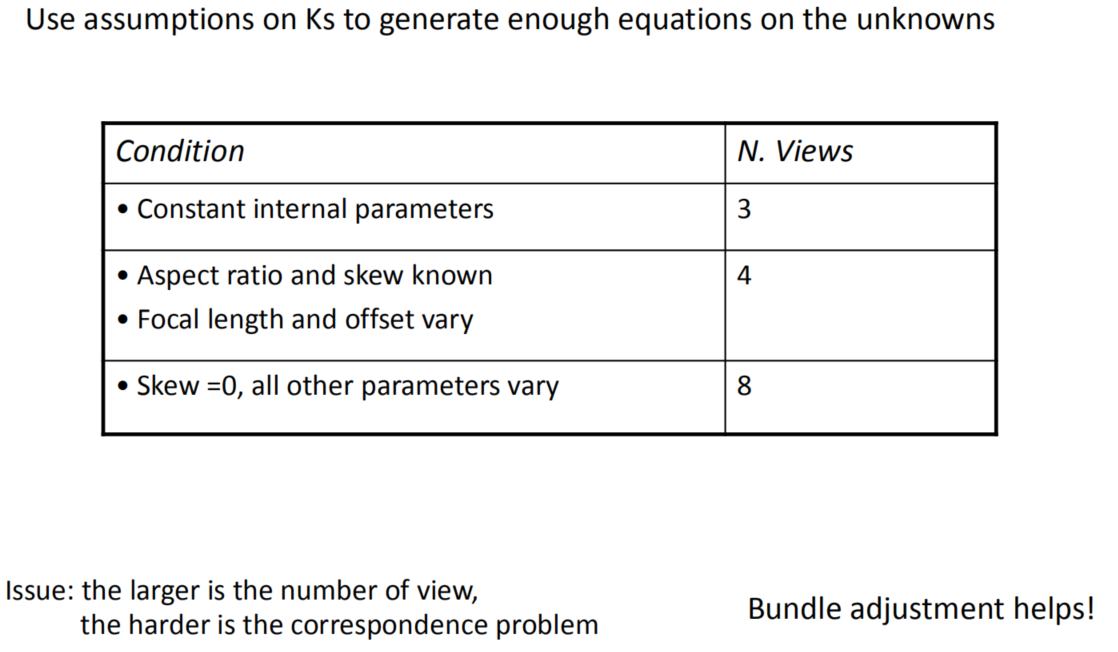 Use assumptions on Ks to generate enough equations on the unknowns
Condition N. Views
• Constant internal parameters 3
• Aspect ratio and skew known 4
• Focal length and offset vary
• Skew =0, all other parameters vary 8
Issue: the larger is the number of view,
the harder is the correspondence problem
Bundle adjustment helps!